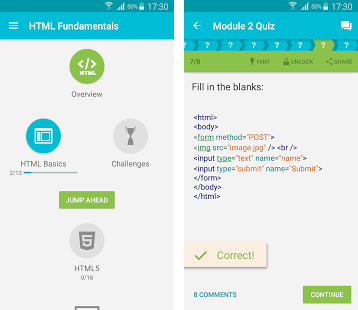 50% 17:30
HTML Fundamentals
HTML
Overview
HTML Basics
2/13
Challenges
JUMP AHEAD
HTML5
0/18
50% 17:30
Module 2 Quiz
? ? ? ? ? ? ?
7/8 HINT UNLOCK SHARE
Fill in the blanks:
<html>
<body>
<form method="POST">
<img src="image.jpg" /> <br />
<input type="text" name="name">
<input type="submit" name="Submit">
</form>
</body>
</html>
Correct!
8 COMMENTS CONTINUE